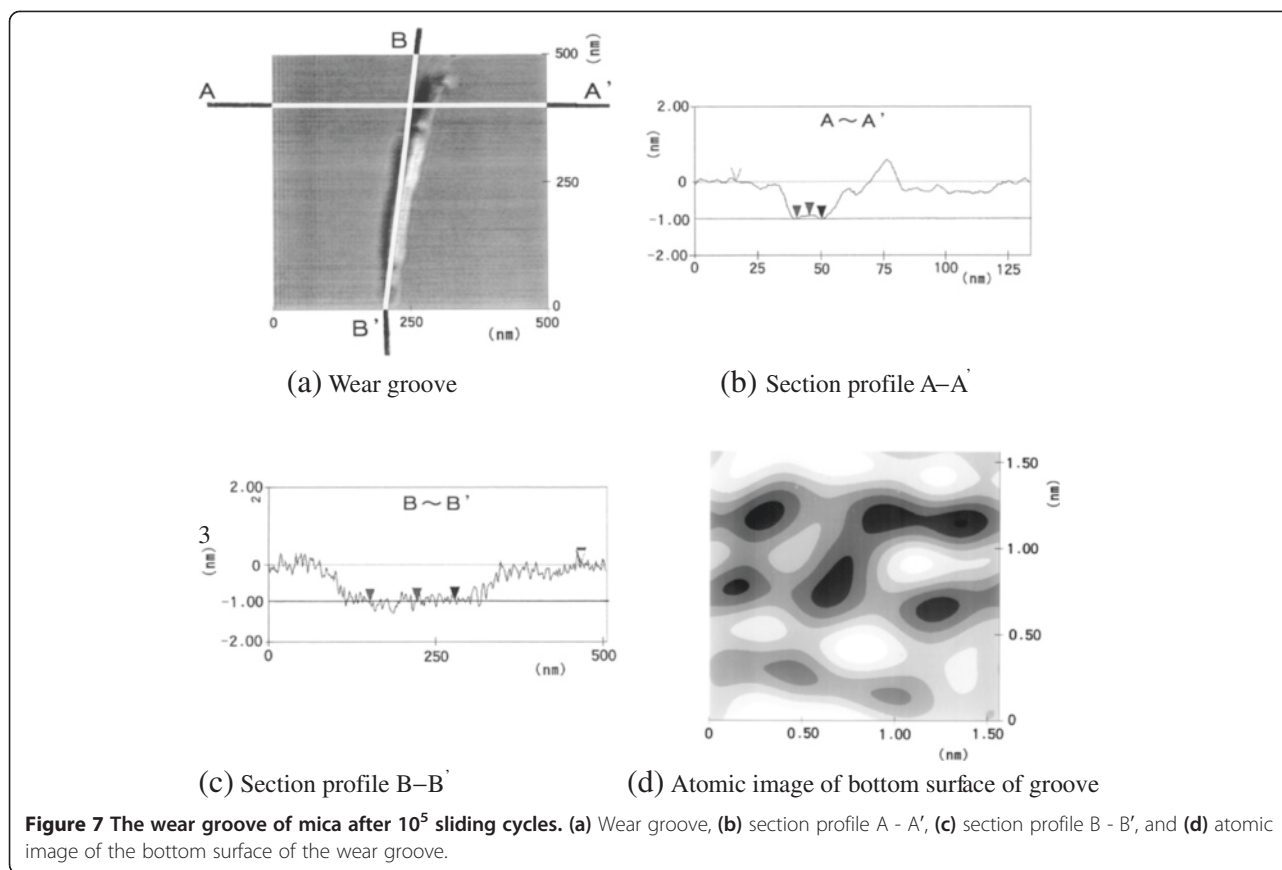 B
500
(nm)
A A'
250
0
B'
0 250 500
(nm)
(a) Wear groove
2.00
A～A'
(nm)
0
-1.00
-2.00
0 25 50 75 100 (nm) 125
(b) Section profile A–A'
2.00
2
B～B'
3
(nm)
0
-1.00
-2.00
0 250 500
(nm)
(c) Section profile B–B'
1.50
(nm)
1.00
0.50
0
0 0.50 1.00 1.50
(nm)
(d) Atomic image of bottom surface of groove
Figure 7 The wear groove of mica after 10⁵ sliding cycles. (a) Wear groove, (b) section profile A - A′, (c) section profile B - B′, and (d) atomic
image of the bottom surface of the wear groove.